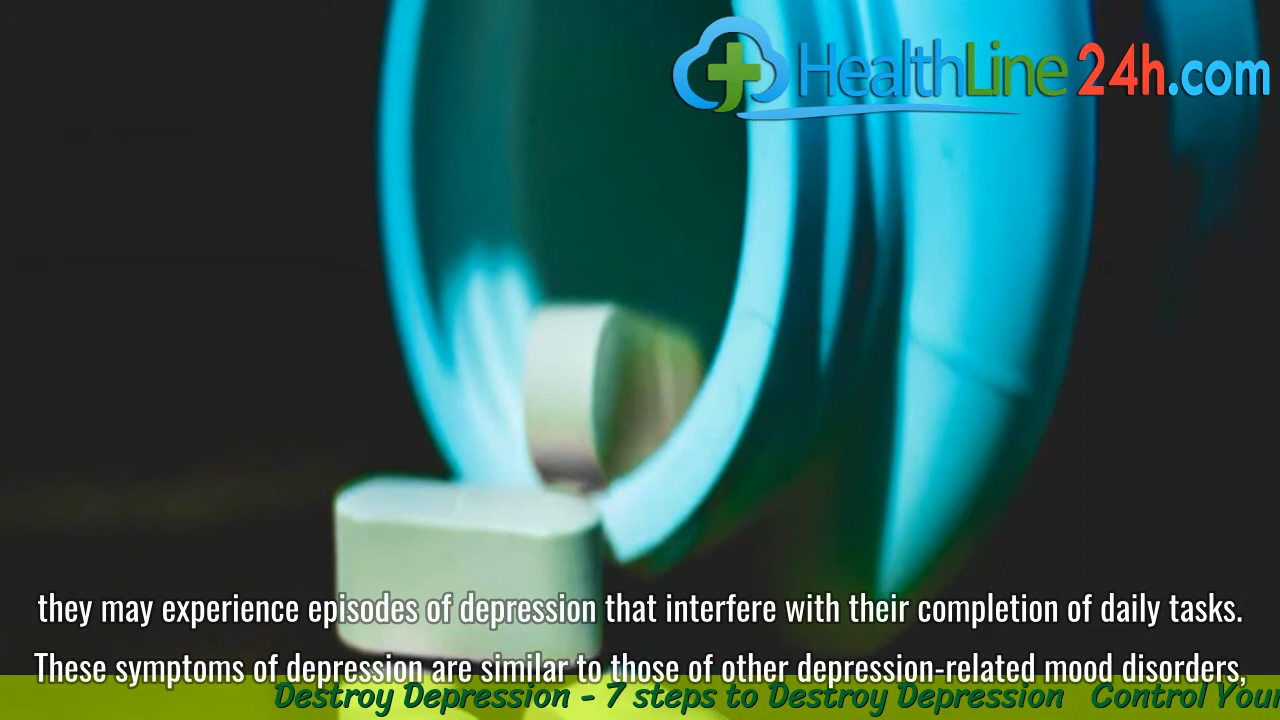 HealthLine 24h.com
they may experience episodes of depression that interfere with their completion of daily tasks.
These symptoms of depression are similar to those of other depression-related mood disorders,
Destroy Depression - 7 steps to Destroy Depression Control Your